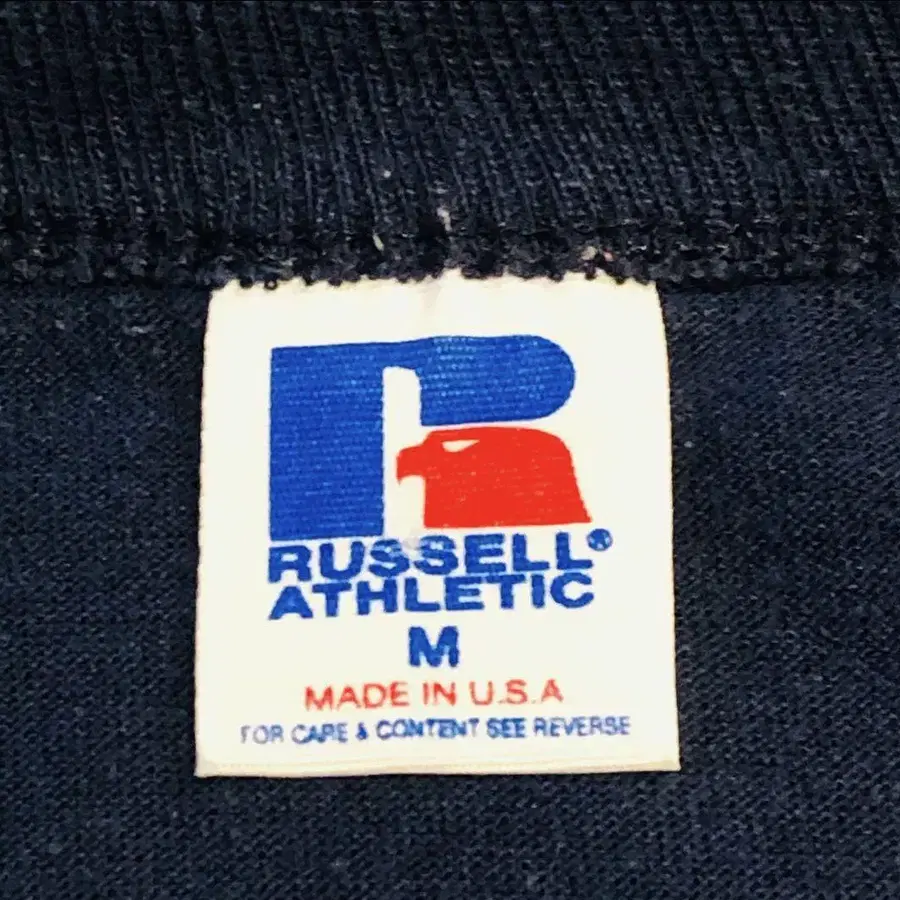 RUSSELL®
ATHLETIC
M
MADE IN U.S.A
FOR CARE & CONTENT SEE REVERSE